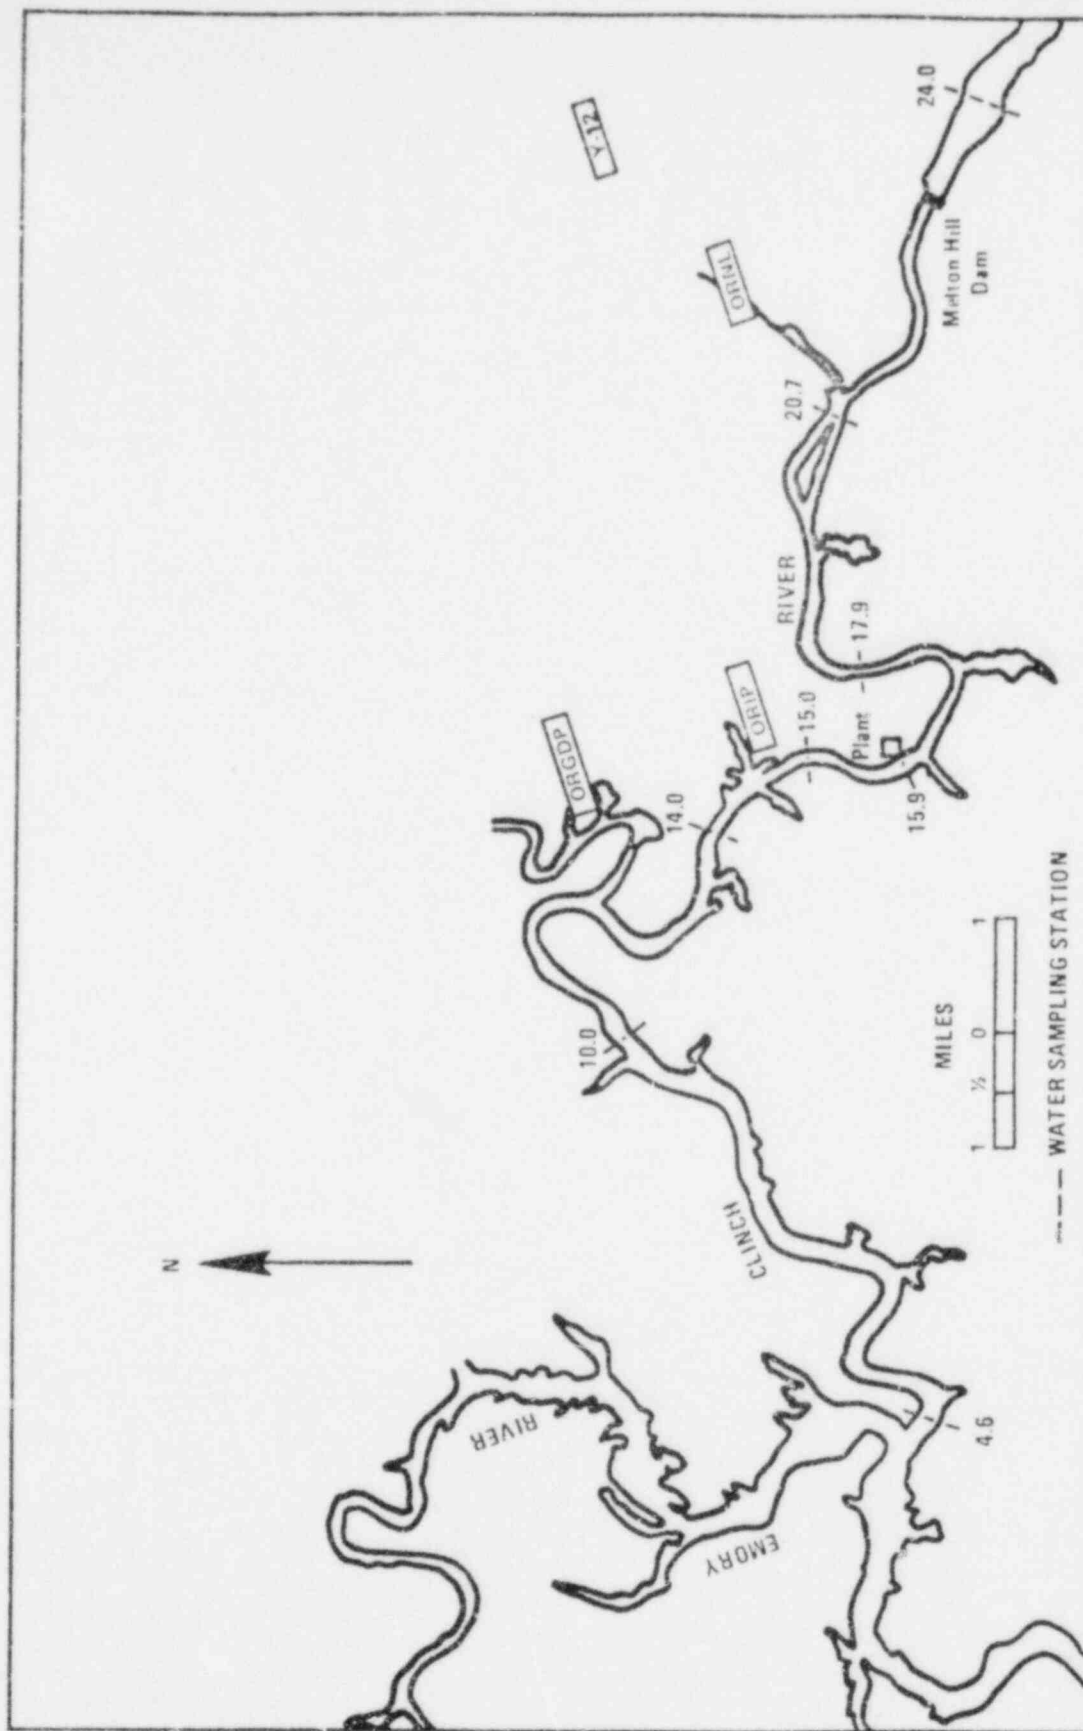 N
Y-12
ORNL
24.0
Melton Hill
Dam
20.7
RIVER
17.9
ORIP
15.0
Plant
15.9
ORGDP
14.0
10.0
CLINCH
RIVER
EMORY
4.6
MILES
1 ½ 0 1
WATER SAMPLING STATION